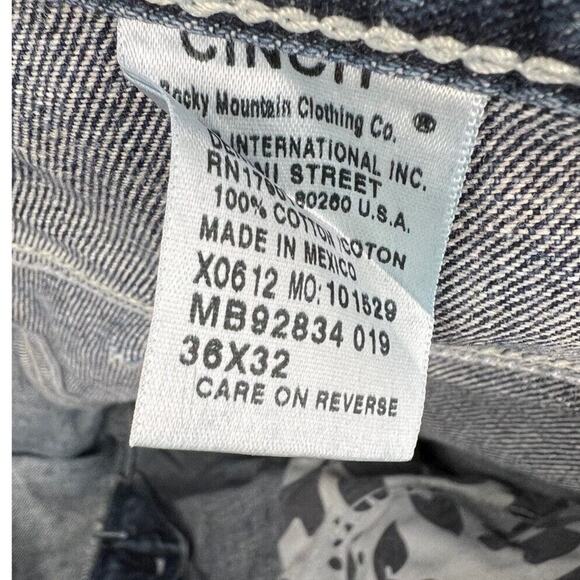 CINCH
Rocky Mountain Clothing Co. ®
INTERNATIONAL INC.
STREET
80260 U.S.A.
100% COTTON COTON
MADE IN MEXICO
X0612 MO: 101529
MB92834 019
36X32
CARE ON REVERSE